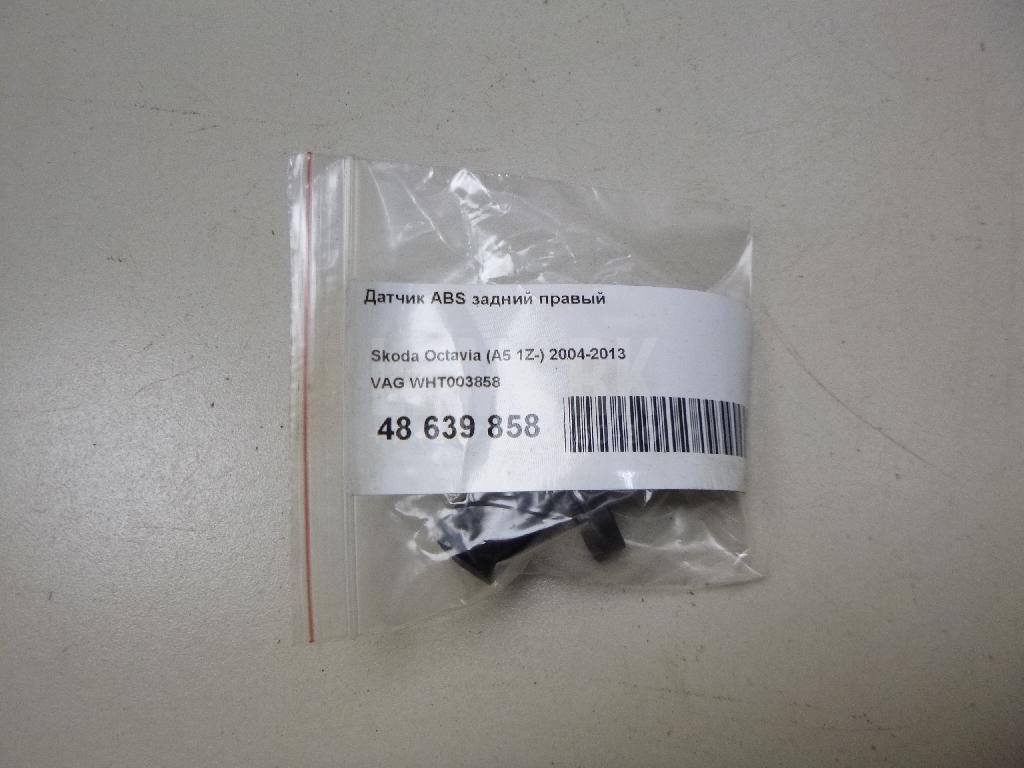 Датчик ABS задний правый
Skoda Octavia (A5 1Z-) 2004-2013
VAG WHT003858
48 639 858